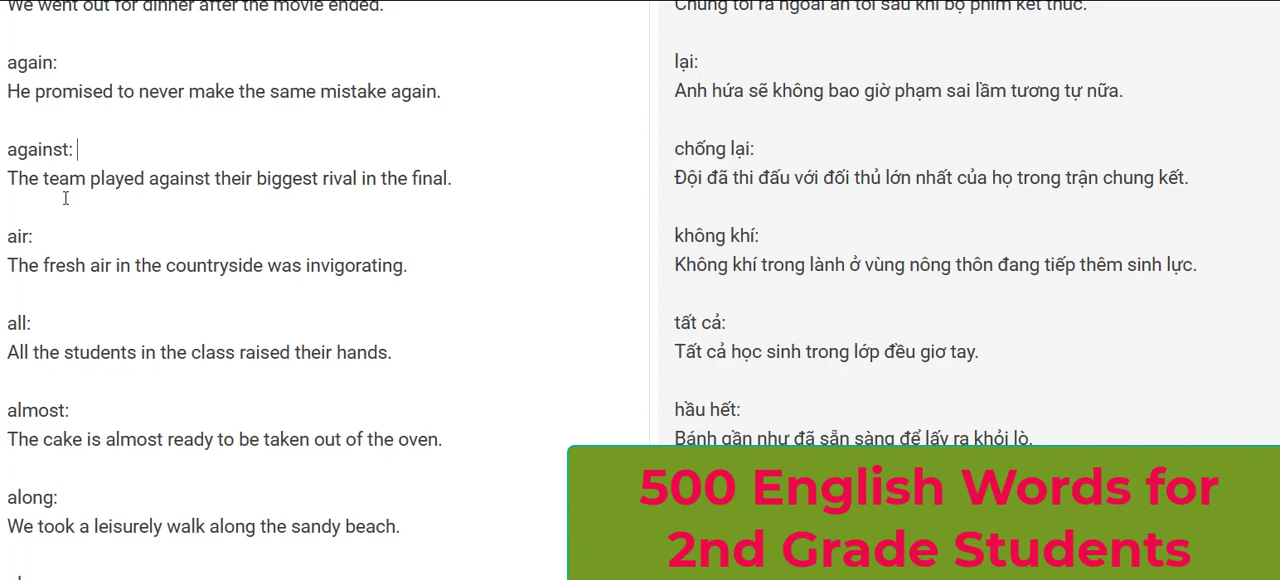 We went out for dinner after the movie ended.
again:
He promised to never make the same mistake again.
against:
The team played against their biggest rival in the final.
air:
The fresh air in the countryside was invigorating.
all:
All the students in the class raised their hands.
almost:
The cake is almost ready to be taken out of the oven.
along:
We took a leisurely walk along the sandy beach.
Chúng tôi ra ngoài ăn tối sau khi bộ phim kết thúc.
lại:
Anh hứa sẽ không bao giờ phạm sai lầm tương tự nữa.
chống lại:
Đội đã thi đấu với đối thủ lớn nhất của họ trong trận chung kết.
không khí:
Không khí trong lành ở vùng nông thôn đang tiếp thêm sinh lực.
tất cả:
Tất cả học sinh trong lớp đều giơ tay.
hầu hết:
Bánh gần như đã sẵn sàng để lấy ra khỏi lò.
500 English Words for
2nd Grade Students